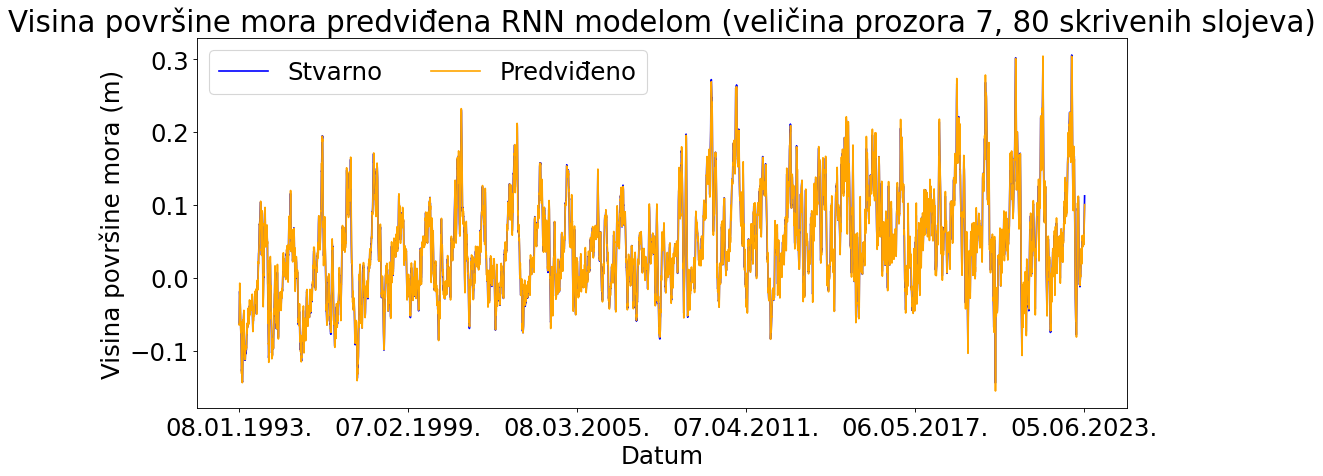 Visina površine mora predviđena RNN modelom (veličina prozora 7, 80 skrivenih slojeva)
Stvarno Predviđeno
Visina površine mora (m)
0.3
0.2
0.1
0.0
−0.1
08.01.1993. 07.02.1999. 08.03.2005. 07.04.2011. 06.05.2017. 05.06.2023.
Datum